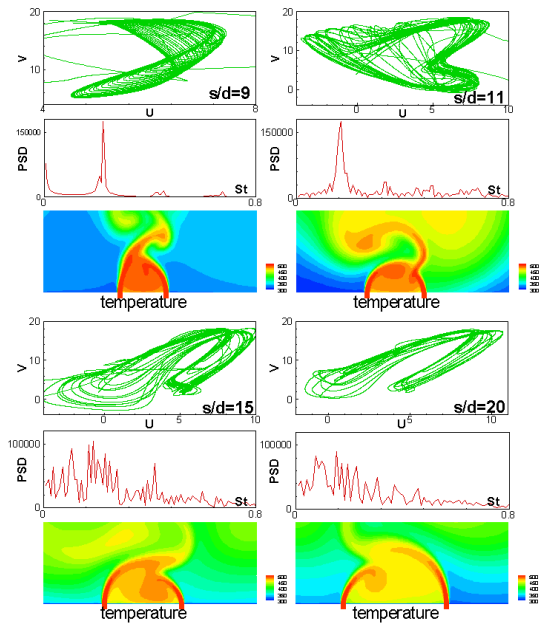 20
V
10
4
8
U
s/d=9
20
V
10
0
5
10
U
s/d=11
150000
PSD
0
0
St
0.8
150000
PSD
0
0
St
0.8
temperature
temperature
20
V
10
0
0
5
10
U
s/d=15
20
V
10
0
0
5
10
U
s/d=20
100000
PSD
0
0
St
0.8
100000
PSD
0
0
St
0.8
temperature
temperature